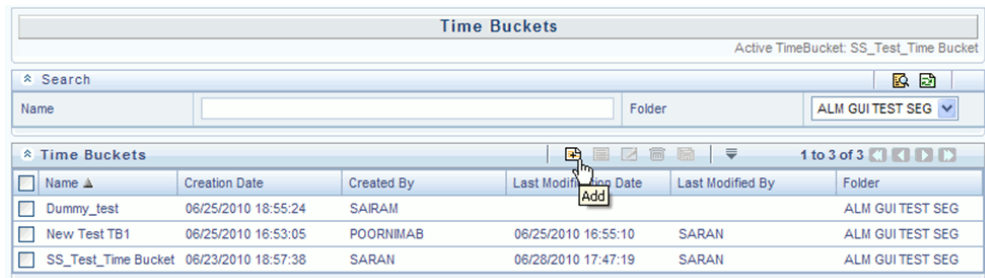 Time Buckets
Active TimeBucket: SS_Test_Time Bucket
Search
Name Folder ALM GUI TEST SEG
Time Buckets 1 to 3 of 3
Name Creation Date Created By Last Modification Date Last Modified By Folder
Add
Dummy_test 06/25/2010 18:55:24 SAIRAM ALM GUI TEST SEG
New Test TB1 06/25/2010 16:53:05 POORNIMAB 06/25/2010 16:55:10 SARAN ALM GUI TEST SEG
SS_Test_Time Bucket 06/23/2010 18:57:38 SARAN 06/28/2010 17:47:19 SARAN ALM GUI TEST SEG